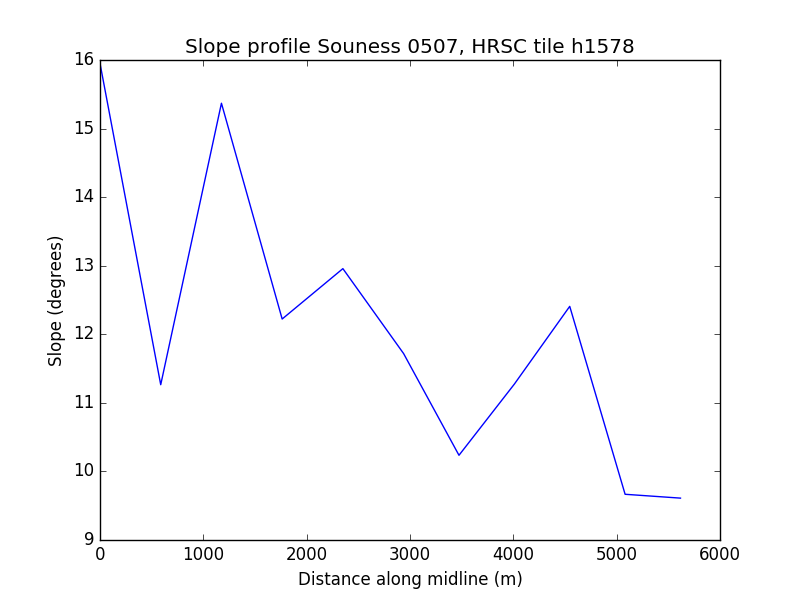 Slope profile Souness 0507, HRSC tile h1578
16
15
14
13
12
11
10
9
Slope (degrees)
0 1000 2000 3000 4000 5000 6000
Distance along midline (m)